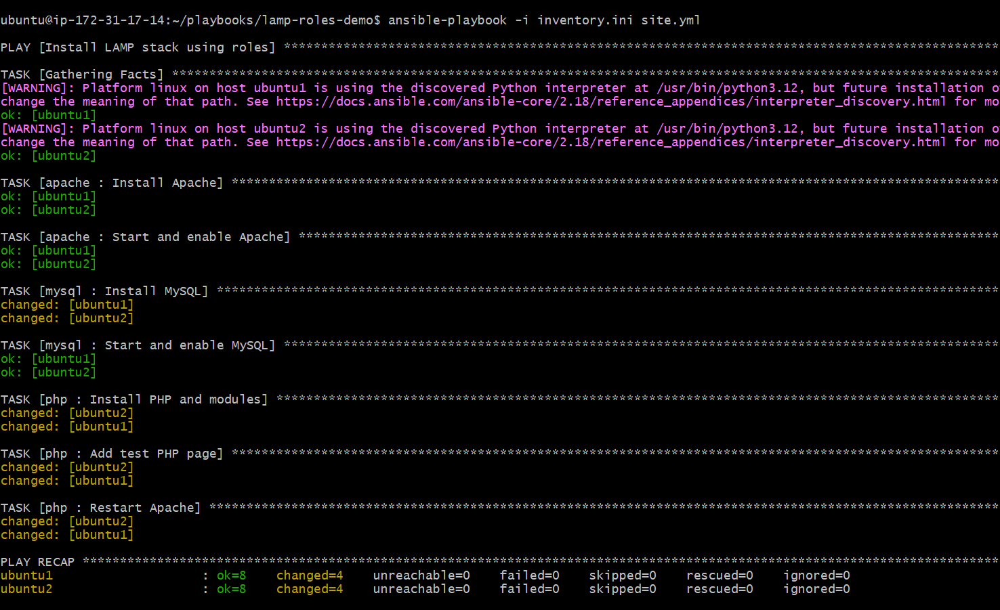 ubuntu@ip-172-31-17-14:~/playbooks/lamp-roles-demo$ ansible-playbook -i inventory.ini site.yml
PLAY [Install LAMP stack using roles] ************************************************************************************************
TASK [Gathering Facts] ***************************************************************************************************************
[WARNING]: Platform linux on host ubuntu1 is using the discovered Python interpreter at /usr/bin/python3.12, but future installation o
change the meaning of that path. See https://docs.ansible.com/ansible-core/2.18/reference_appendices/interpreter_discovery.html for mo
ok: [ubuntu1]
[WARNING]: Platform linux on host ubuntu2 is using the discovered Python interpreter at /usr/bin/python3.12, but future installation o
change the meaning of that path. See https://docs.ansible.com/ansible-core/2.18/reference_appendices/interpreter_discovery.html for mo
ok: [ubuntu2]
TASK [apache : Install Apache] *******************************************************************************************************
ok: [ubuntu1]
ok: [ubuntu2]
TASK [apache : Start and enable Apache] **********************************************************************************************
ok: [ubuntu1]
ok: [ubuntu2]
TASK [mysql : Install MySQL] *********************************************************************************************************
changed: [ubuntu1]
changed: [ubuntu2]
TASK [mysql : Start and enable MySQL] ************************************************************************************************
ok: [ubuntu1]
ok: [ubuntu2]
TASK [php : Install PHP and modules] *************************************************************************************************
changed: [ubuntu2]
changed: [ubuntu1]
TASK [php : Add test PHP page] *******************************************************************************************************
changed: [ubuntu2]
changed: [ubuntu1]
TASK [php : Restart Apache] **********************************************************************************************************
changed: [ubuntu2]
changed: [ubuntu1]
PLAY RECAP ***************************************************************************************************************************
ubuntu1                    : ok=8    changed=4    unreachable=0    failed=0    skipped=0    rescued=0    ignored=0
ubuntu2                    : ok=8    changed=4    unreachable=0    failed=0    skipped=0    rescued=0    ignored=0